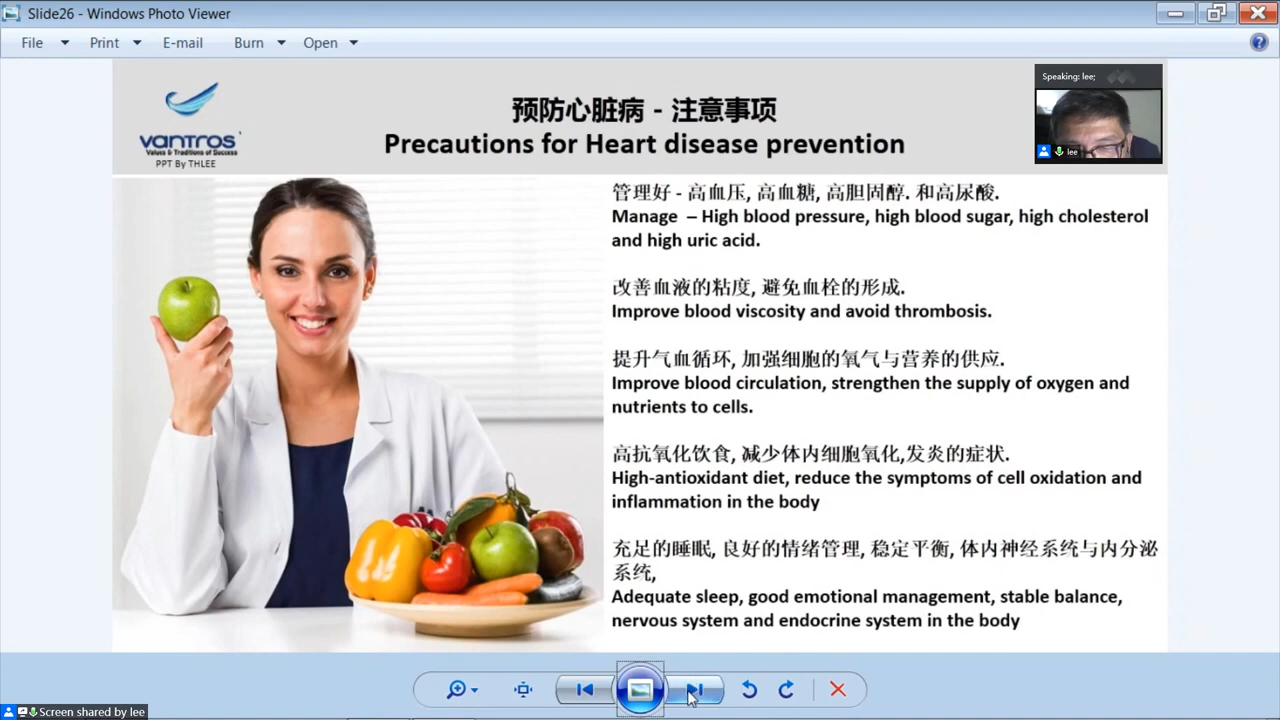 Slide26 - Windows Photo Viewer
File Print E-mail Burn Open
Speaking: lee;
lee
vantros
Values & Traditions of Success
PPT By THLEE
预防心脏病 - 注意事项
Precautions for Heart disease prevention
管理好 - 高血压, 高血糖, 高胆固醇. 和高尿酸.
Manage – High blood pressure, high blood sugar, high cholesterol
and high uric acid.
改善血液的粘度, 避免血栓的形成.
Improve blood viscosity and avoid thrombosis.
提升气血循环, 加强细胞的氧气与营养的供应.
Improve blood circulation, strengthen the supply of oxygen and
nutrients to cells.
高抗氧化饮食, 减少体内细胞氧化,发炎的症状.
High-antioxidant diet, reduce the symptoms of cell oxidation and
inflammation in the body
充足的睡眠, 良好的情绪管理, 稳定平衡, 体内神经系统与内分泌
系统,
Adequate sleep, good emotional management, stable balance,
nervous system and endocrine system in the body
Screen shared by lee